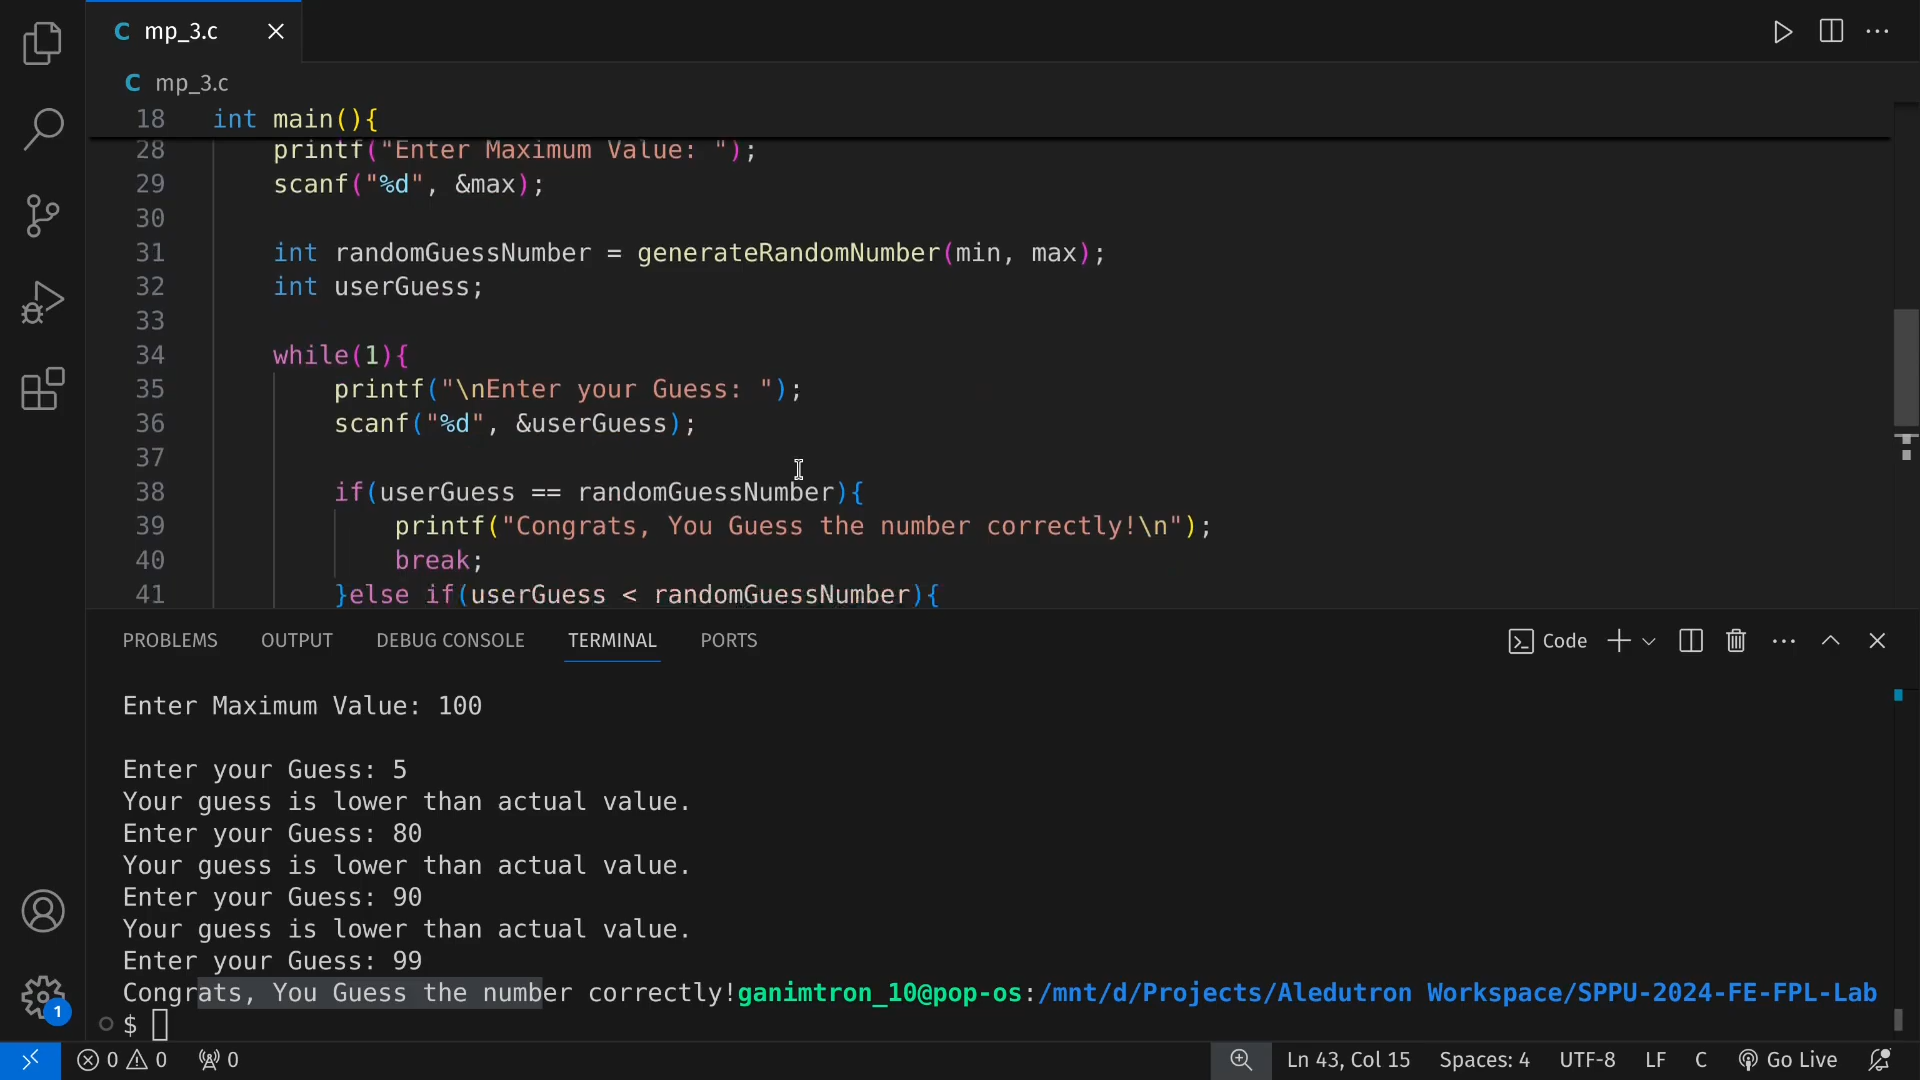 mp_3.c
mp_3.c
18 int main(){
28 printf("Enter Maximum Value: ");
29 scanf("%d", &max);
30
31 int randomGuessNumber = generateRandomNumber(min, max);
32 int userGuess;
33
34 while(1){
35 printf("\nEnter your Guess: ");
36 scanf("%d", &userGuess);
37
38 if(userGuess == randomGuessNumber){
39 printf("Congrats, You Guess the number correctly!\n");
40 break;
41 }else if(userGuess < randomGuessNumber){
PROBLEMS OUTPUT DEBUG CONSOLE TERMINAL PORTS Code
Enter Maximum Value: 100
Enter your Guess: 5
Your guess is lower than actual value.
Enter your Guess: 80
Your guess is lower than actual value.
Enter your Guess: 90
Your guess is lower than actual value.
Enter your Guess: 99
Congrats, You Guess the number correctly!ganimtron_10@pop-os:/mnt/d/Projects/Aledutron Workspace/SPPU-2024-FE-FPL-Lab
$
1
0 0 0 Ln 43, Col 15 Spaces: 4 UTF-8 LF C Go Live